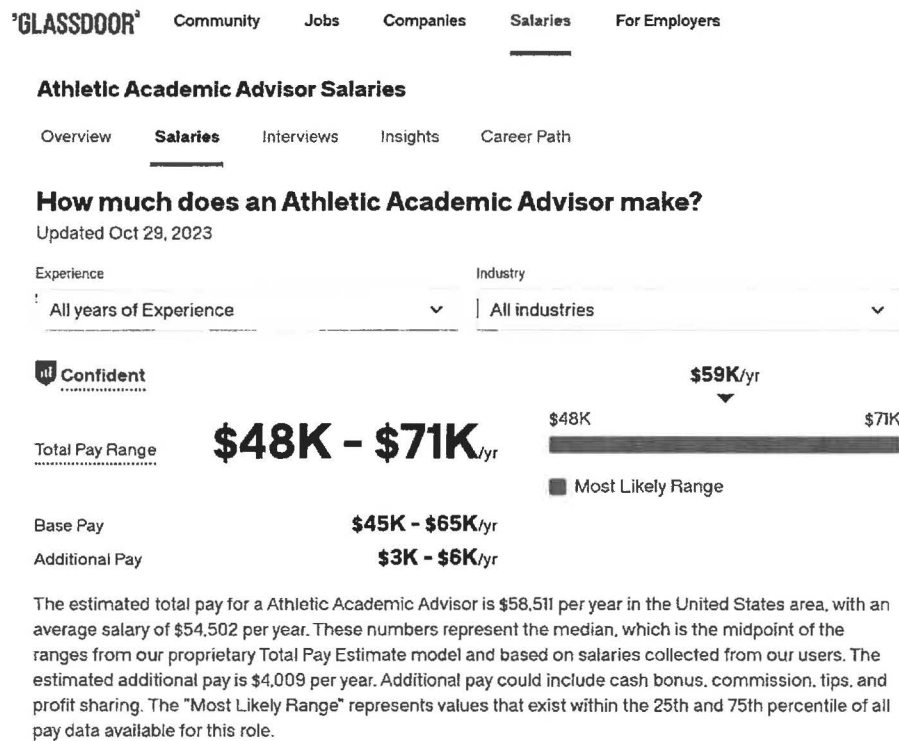 'GLASSDOOR'
Community Jobs Companies Salaries For Employers
Athletic Academic Advisor Salaries
Overview Salaries Interviews Insights Career Path
How much does an Athletic Academic Advisor make?
Updated Oct 29, 2023
Experience Industry
All years of Experience All industries
Confident
$59K/yr
$48K $71K
Total Pay Range $48K - $71K/yr
Most Likely Range
Base Pay $45K - $65K/yr
Additional Pay $3K - $6K/yr
The estimated total pay for a Athletic Academic Advisor is $58,511 per year in the United States area, with an
average salary of $54,502 per year. These numbers represent the median, which is the midpoint of the
ranges from our proprietary Total Pay Estimate model and based on salaries collected from our users. The
estimated additional pay is $4,009 per year. Additional pay could include cash bonus, commission, tips, and
profit sharing. The "Most Likely Range" represents values that exist within the 25th and 75th percentile of all
pay data available for this role.